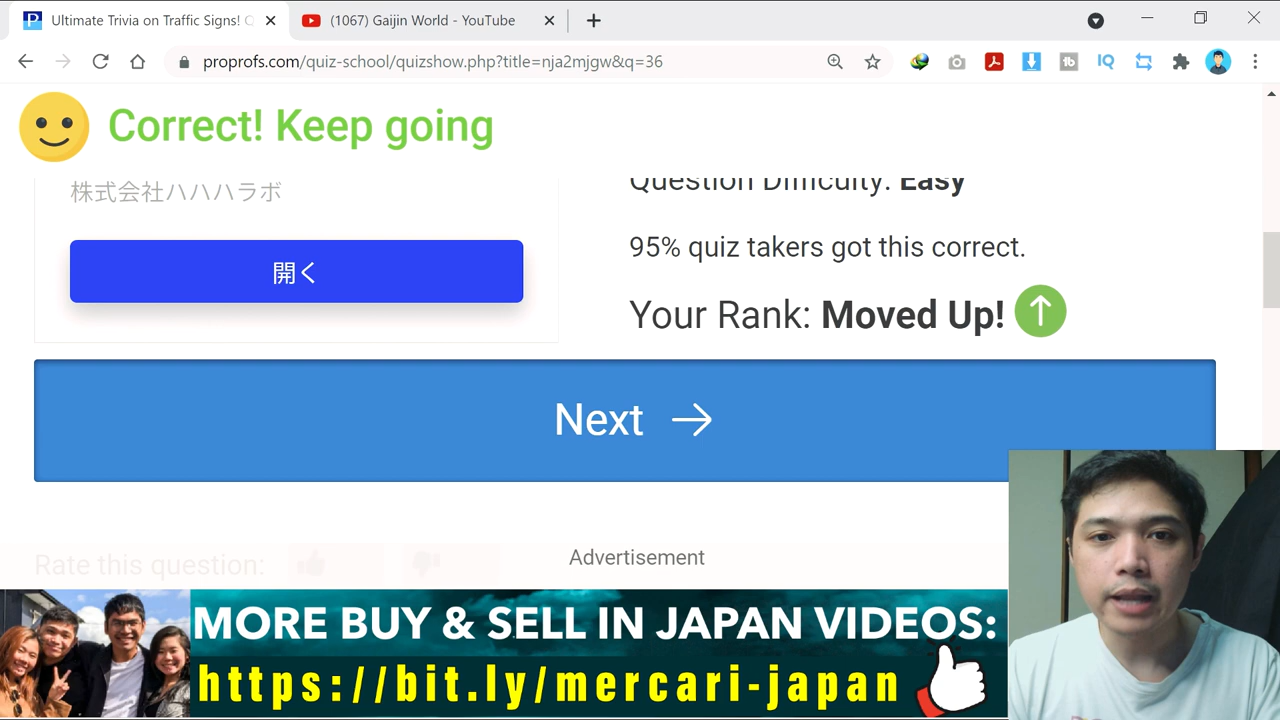 Ultimate Trivia on Traffic Signs! Q
(1067) Gaijin World - YouTube
proprofs.com/quiz-school/quizshow.php?title=nja2mjgw&q=36
IQ
Correct! Keep going
株式会社ハハハラボ
開く
Question Difficulty: Easy
95% quiz takers got this correct.
Your Rank: Moved Up!
Next
Rate this question:
Advertisement
MORE BUY & SELL IN JAPAN VIDEOS:
https://bit.ly/mercari-japan